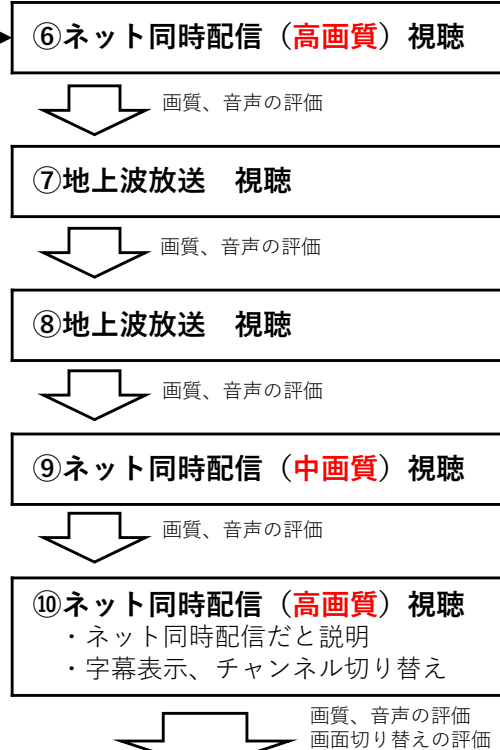 ⑥ネット同時配信（高画質）視聴
画質、音声の評価
⑦地上波放送　視聴
画質、音声の評価
⑧地上波放送　視聴
画質、音声の評価
⑨ネット同時配信（中画質）視聴
画質、音声の評価
⑩ネット同時配信（高画質）視聴
・ネット同時配信だと説明
・字幕表示、チャンネル切り替え
画質、音声の評価
画面切り替えの評価